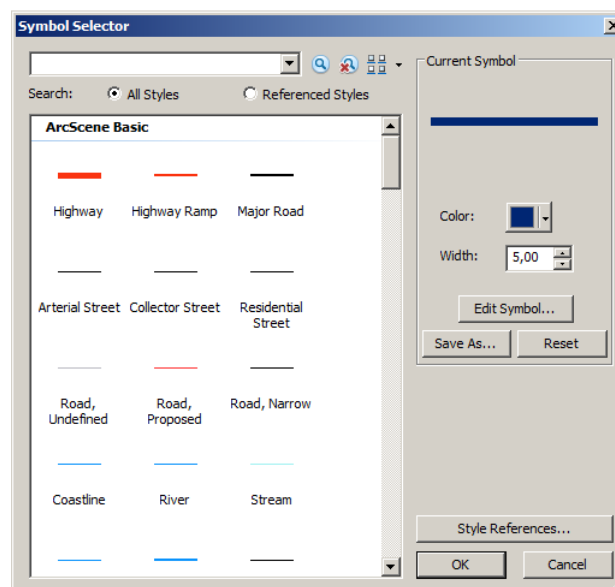 Symbol Selector
Search:
All Styles
Referenced Styles
ArcScene Basic
Highway
Highway Ramp
Major Road
Arterial Street
Collector Street
Residential
Street
Road,
Undefined
Road,
Proposed
Road, Narrow
Coastline
River
Stream
Current Symbol
Color:
Width:
5,00
Edit Symbol...
Save As...
Reset
Style References...
OK
Cancel